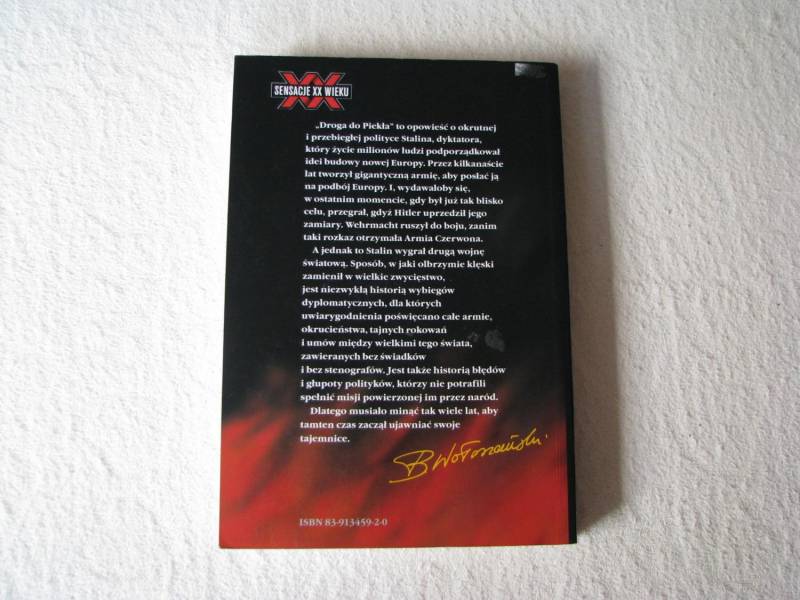 XX
SENSACJE XX WIEKU
„Droga do Piekła" to opowieść o okrutnej
i przebiegłej polityce Stalina, dyktatora,
który życie milionów ludzi podporządkował
idei budowy nowej Europy. Przez kilkanaście
lat tworzył gigantyczną armię, aby posłać ją
na podbój Europy. I, wydawałoby się,
w ostatnim momencie, gdy był już tak blisko
celu, przegrał, gdyż Hitler uprzedził jego
zamiary. Wehrmacht ruszył do boju, zanim
taki rozkaz otrzymała Armia Czerwona.
A jednak to Stalin wygrał drugą wojnę
światową. Sposób, w jaki olbrzymie klęski
zamienił w wielkie zwycięstwo,
jest niezwykłą historią wybiegów
dyplomatycznych, dla których
uwiarygodnienia poświęcano całe armie,
okrucieństwa, tajnych rokowań
i umów między wielkimi tego świata,
zawieranych bez świadków
i bez stenografów. Jest także historią błędów
i głupoty polityków, którzy nie potrafili
spełnić misji powierzonej im przez naród.
Dlatego musiało minąć tak wiele lat, aby
tamten czas zaczął ujawniać swoje
tajemnice.
B Wołoszański
ISBN 83-913459-2-0